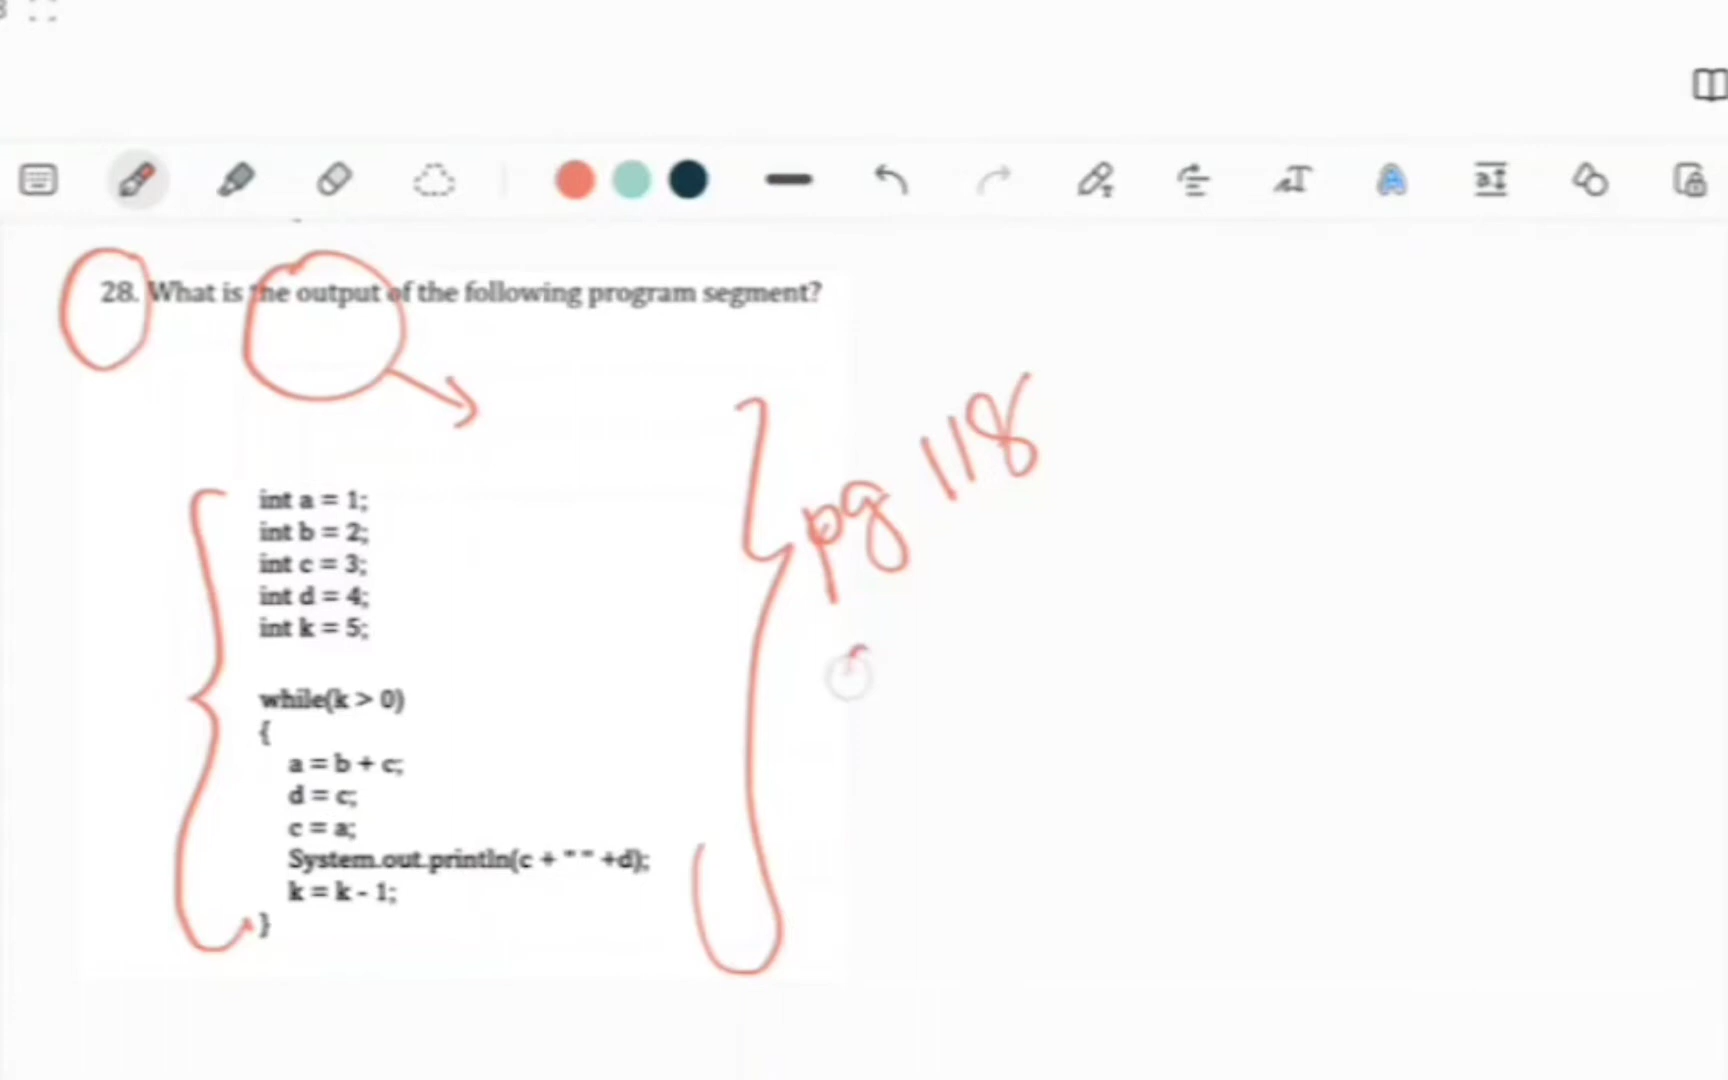 28. What is the output of the following program segment?
pg 118
int a = 1;
int b = 2;
int c = 3;
int d = 4;
int k = 5;
while(k > 0)
{
a = b + c;
d = c;
c = a;
System.out.println(c + " " +d);
k = k - 1;
}